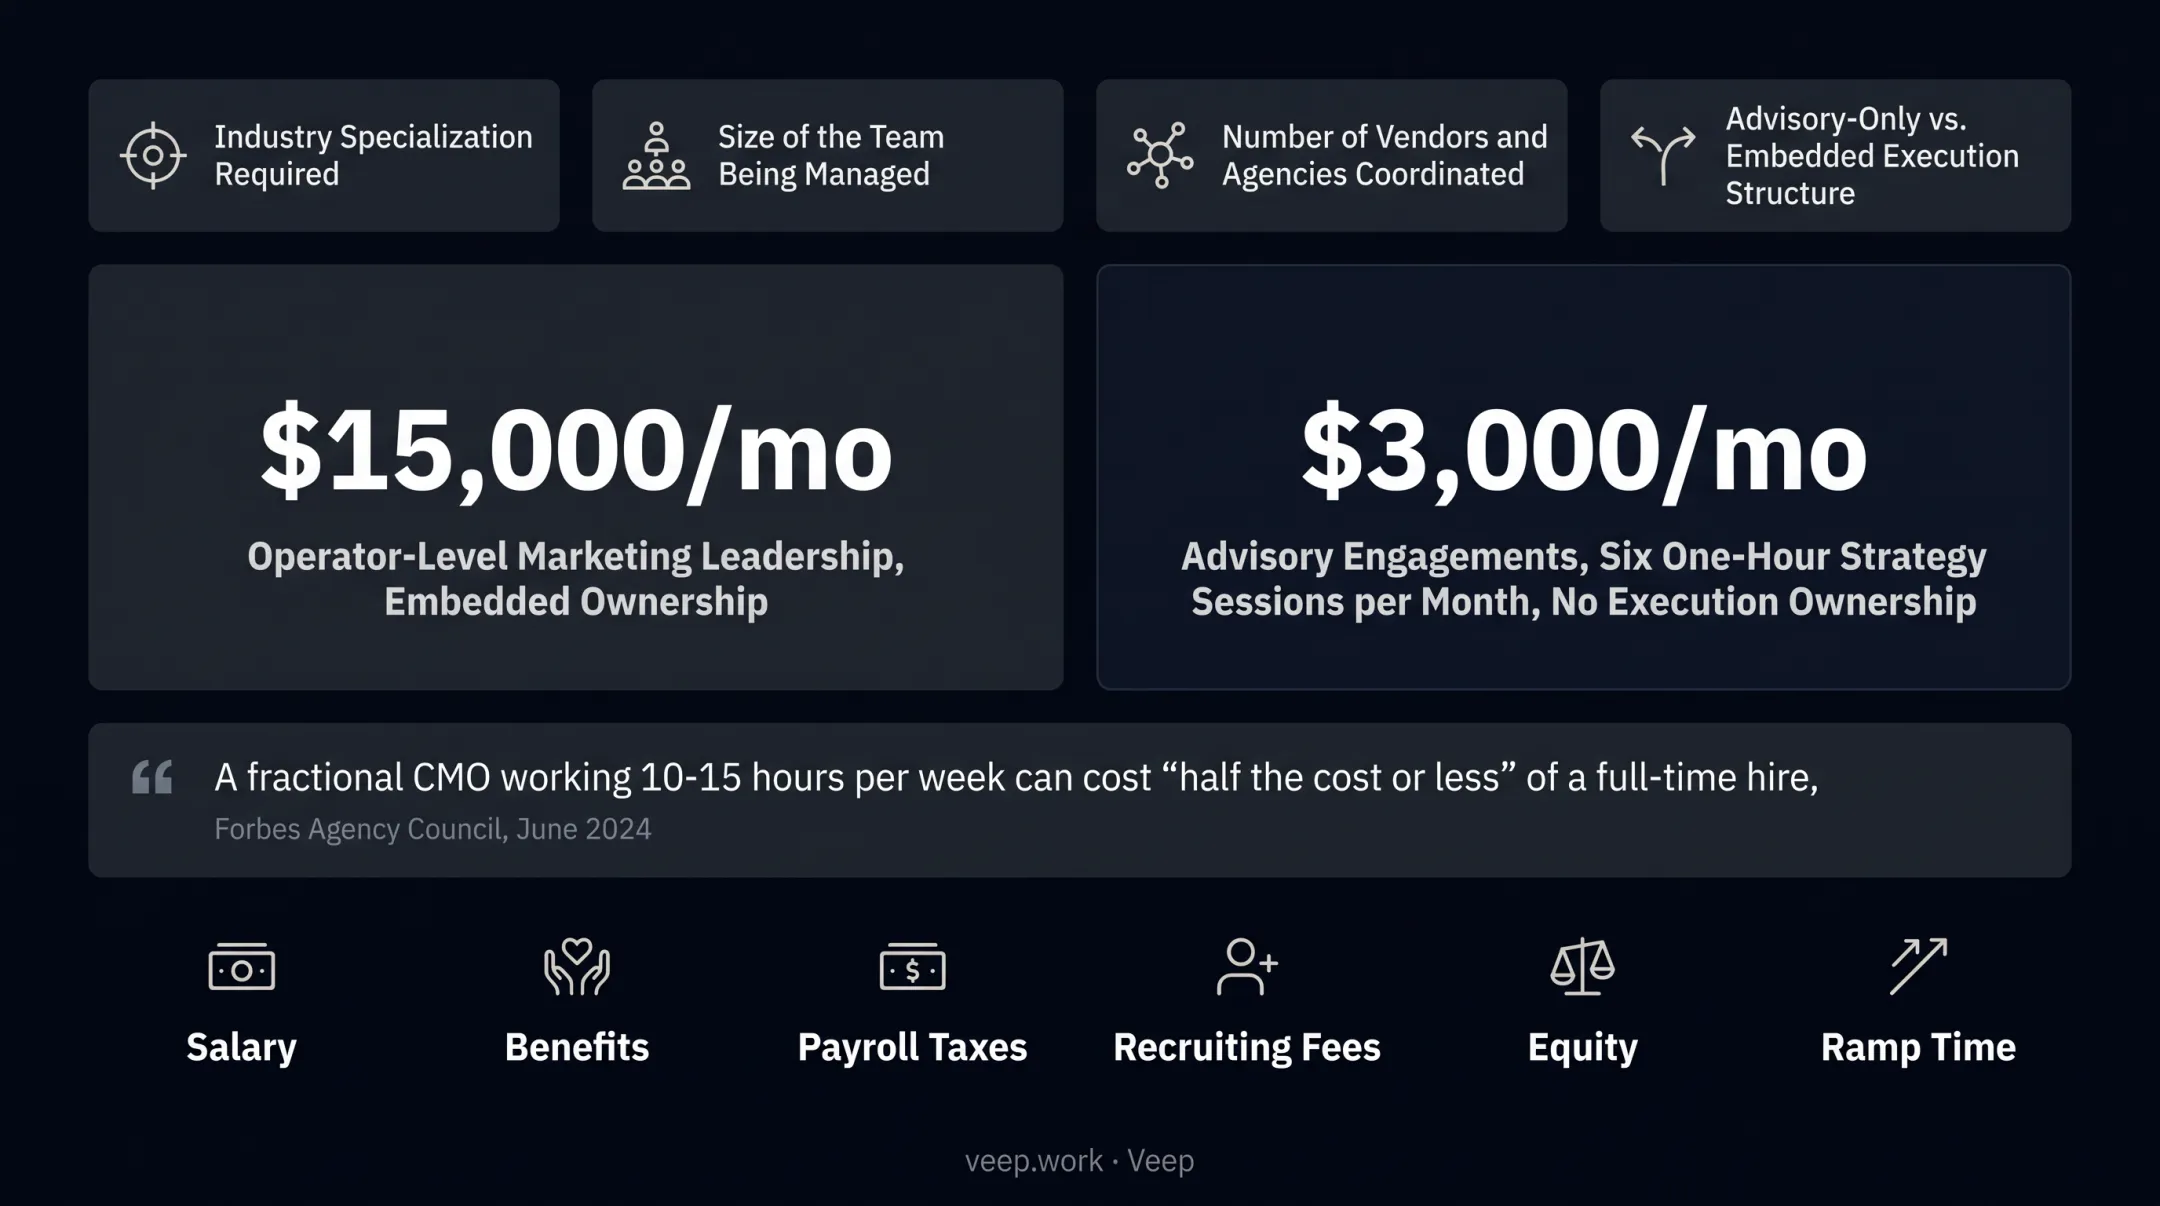 Industry Specialization
Required
Size of the Team
Being Managed
Number of Vendors and
Agencies Coordinated
Advisory-Only vs.
Embedded Execution
Structure
$15,000/mo
Operator-Level Marketing Leadership,
Embedded Ownership
$3,000/mo
Advisory Engagements, Six One-Hour Strategy
Sessions per Month, No Execution Ownership
“ A fractional CMO working 10-15 hours per week can cost “half the cost or less” of a full-time hire,
Forbes Agency Council, June 2024
Salary
Benefits
Payroll Taxes
Recruiting Fees
Equity
Ramp Time
veep.work · Veep